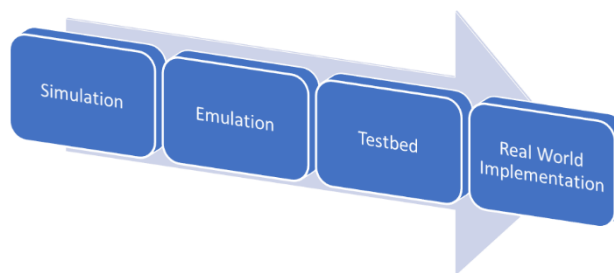 Simulation
Emulation
Testbed
Real World
Implementation